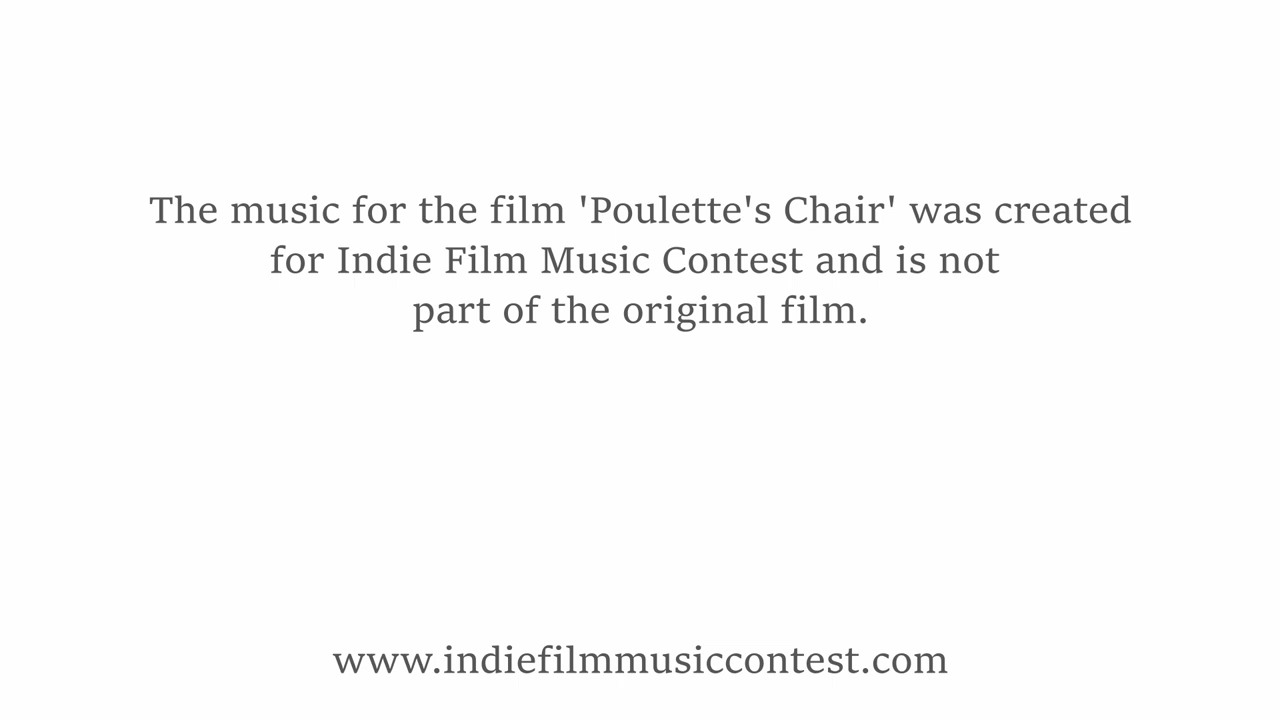 The music for the film 'Poulette's Chair' was created
for Indie Film Music Contest and is not
part of the original film.
www.indiefilmmusiccontest.com